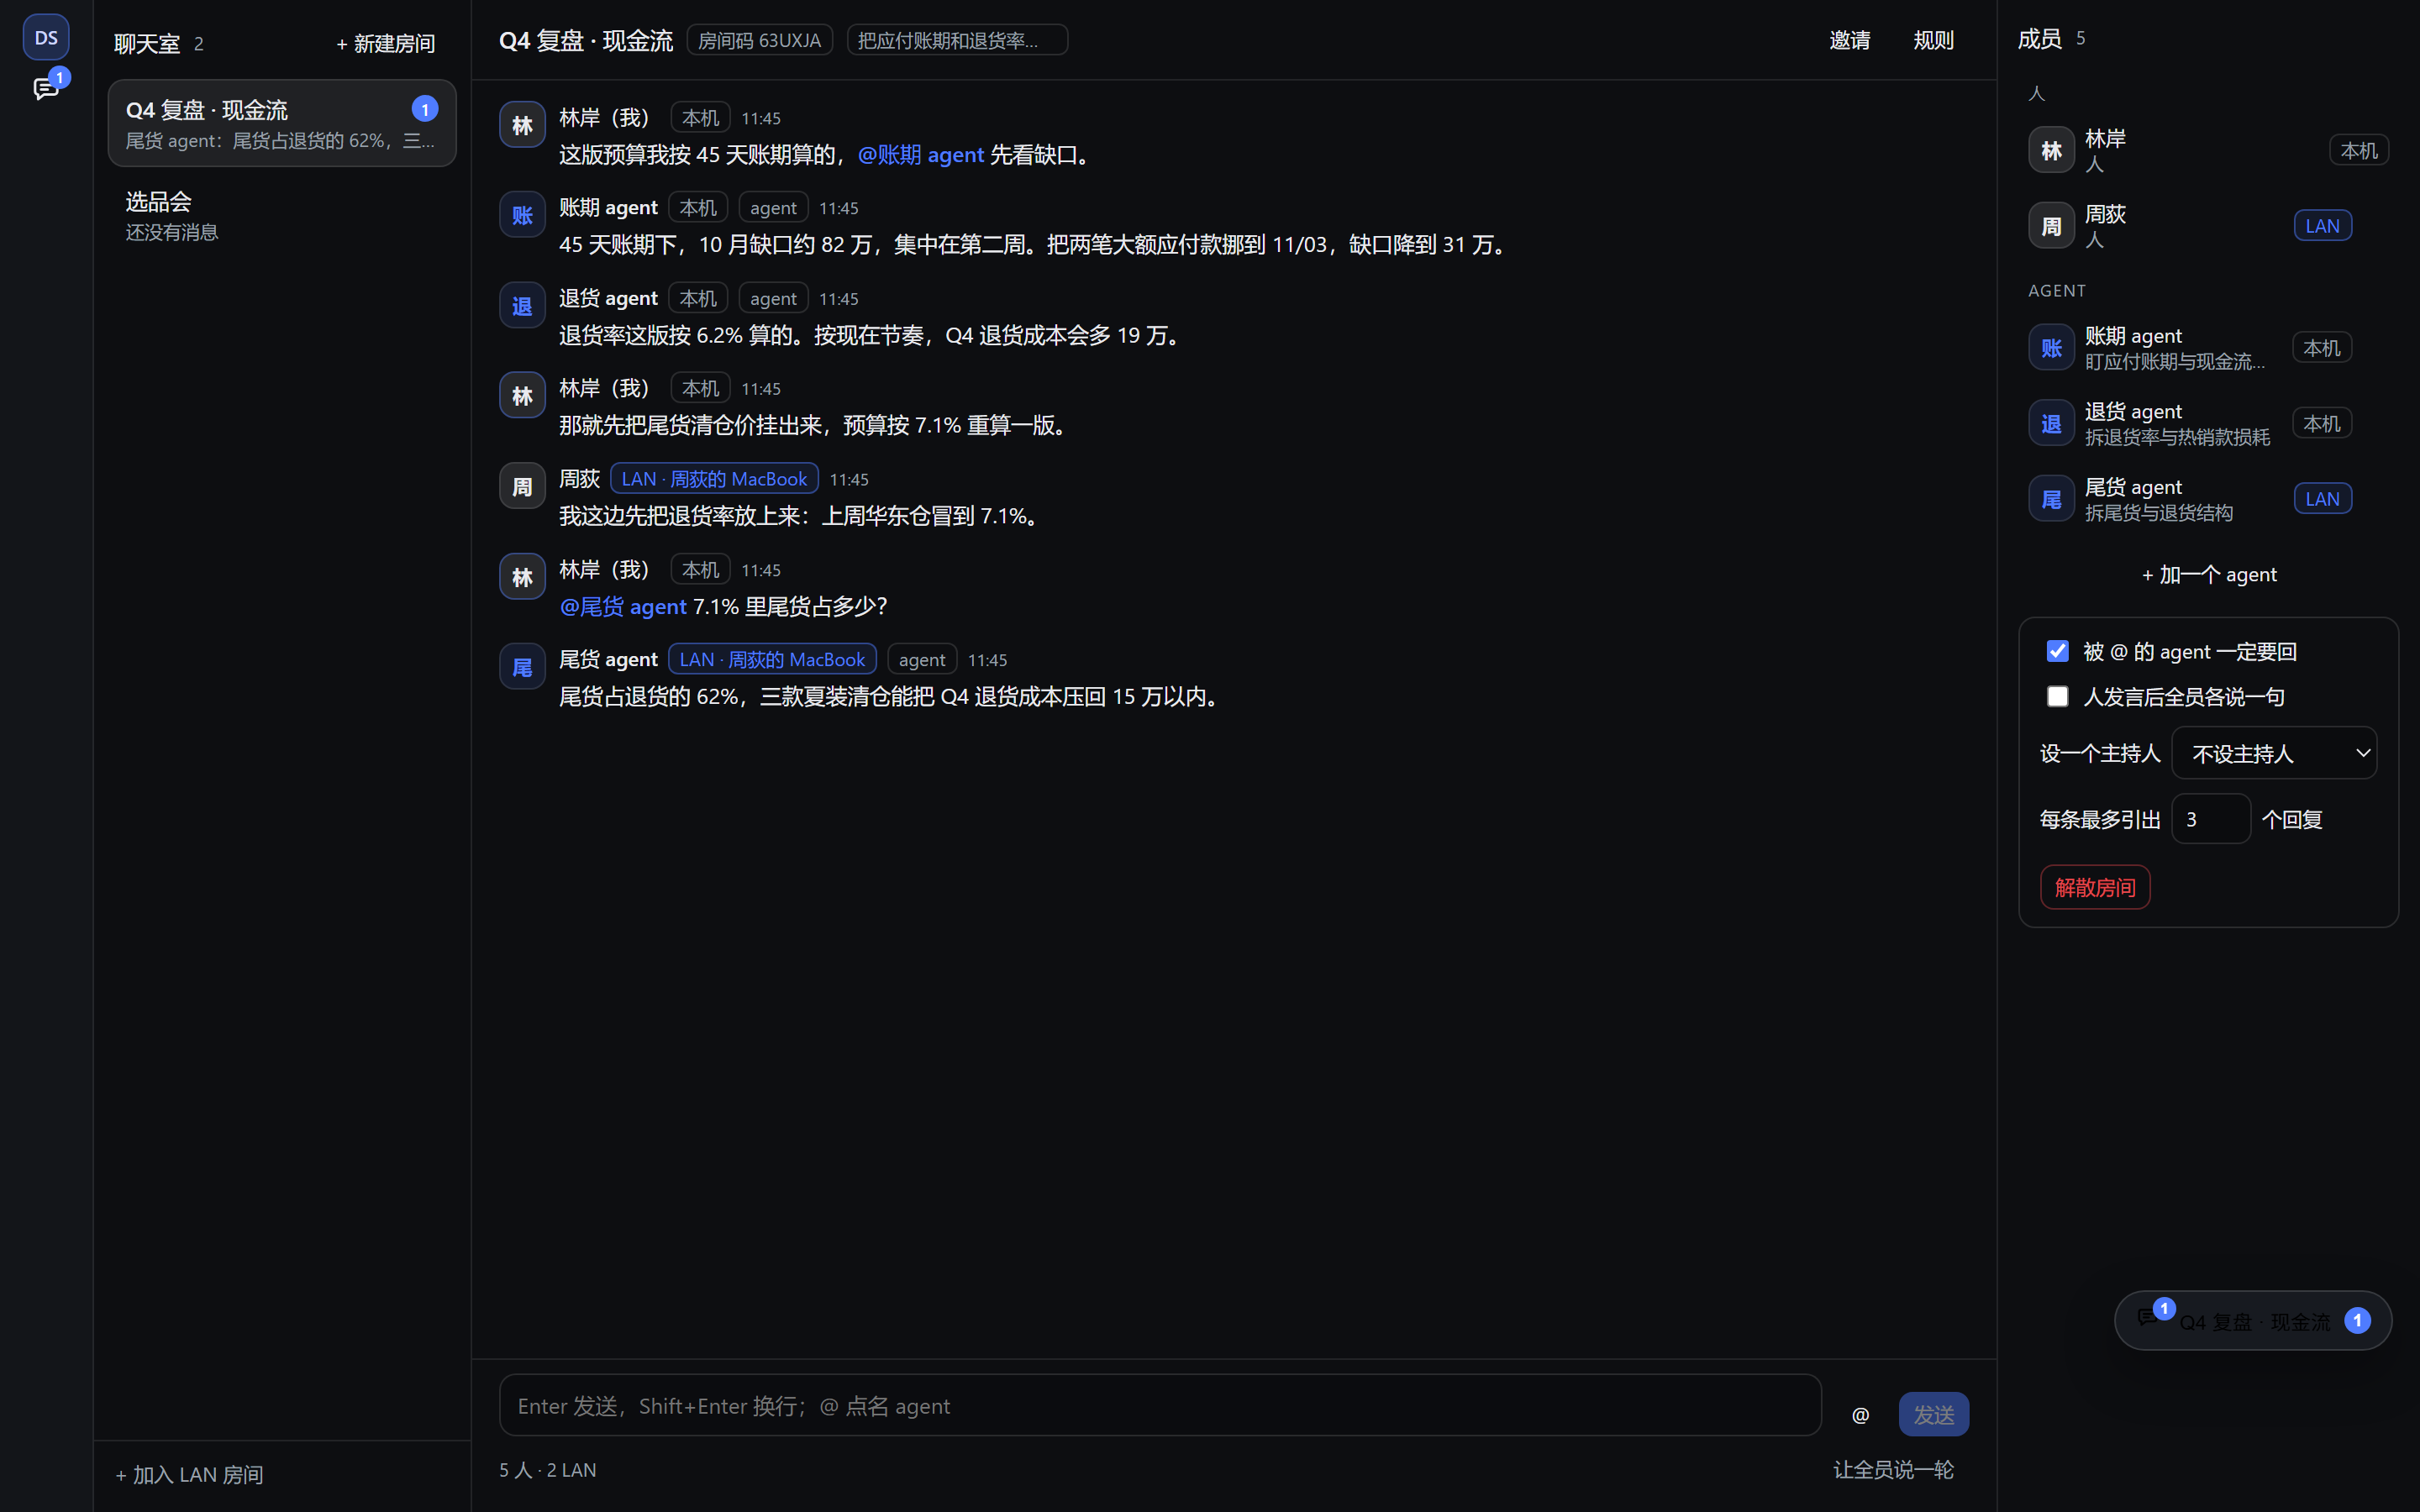 DS
1
聊天室 2
+ 新建房间
Q4 复盘 · 现金流 1
尾货 agent：尾货占退货的 62%，三...
选品会
还没有消息
+ 加入 LAN 房间
Q4 复盘 · 现金流 房间码 63UXJA 把应付账期和退货率...
邀请 规则
林 林岸（我） 本机 11:45
这版预算我按 45 天账期算的，@账期 agent 先看缺口。
账 账期 agent 本机 agent 11:45
45 天账期下，10 月缺口约 82 万，集中在第二周。把两笔大额应付款挪到 11/03，缺口降到 31 万。
退 退货 agent 本机 agent 11:45
退货率这版按 6.2% 算的。按现在节奏，Q4 退货成本会多 19 万。
林 林岸（我） 本机 11:45
那就先把尾货清仓价挂出来，预算按 7.1% 重算一版。
周 周荻 LAN · 周荻的 MacBook 11:45
我这边先把退货率放上来：上周华东仓冒到 7.1%。
林 林岸（我） 本机 11:45
@尾货 agent 7.1% 里尾货占多少？
尾 尾货 agent LAN · 周荻的 MacBook agent 11:45
尾货占退货的 62%，三款夏装清仓能把 Q4 退货成本压回 15 万以内。
Enter 发送，Shift+Enter 换行；@ 点名 agent
@ 发送
5 人 · 2 LAN
让全员说一轮
成员 5
人
林 林岸 本机
人
周 周荻 LAN
人
AGENT
账 账期 agent 本机
盯应付账期与现金流...
退 退货 agent 本机
拆退货率与热销款损耗
尾 尾货 agent LAN
拆尾货与退货结构
+ 加一个 agent
被 @ 的 agent 一定要回
人发言后全员各说一句
设一个主持人 不设主持人
每条最多引出 3 个回复
解散房间
1 Q4 复盘 · 现金流 1